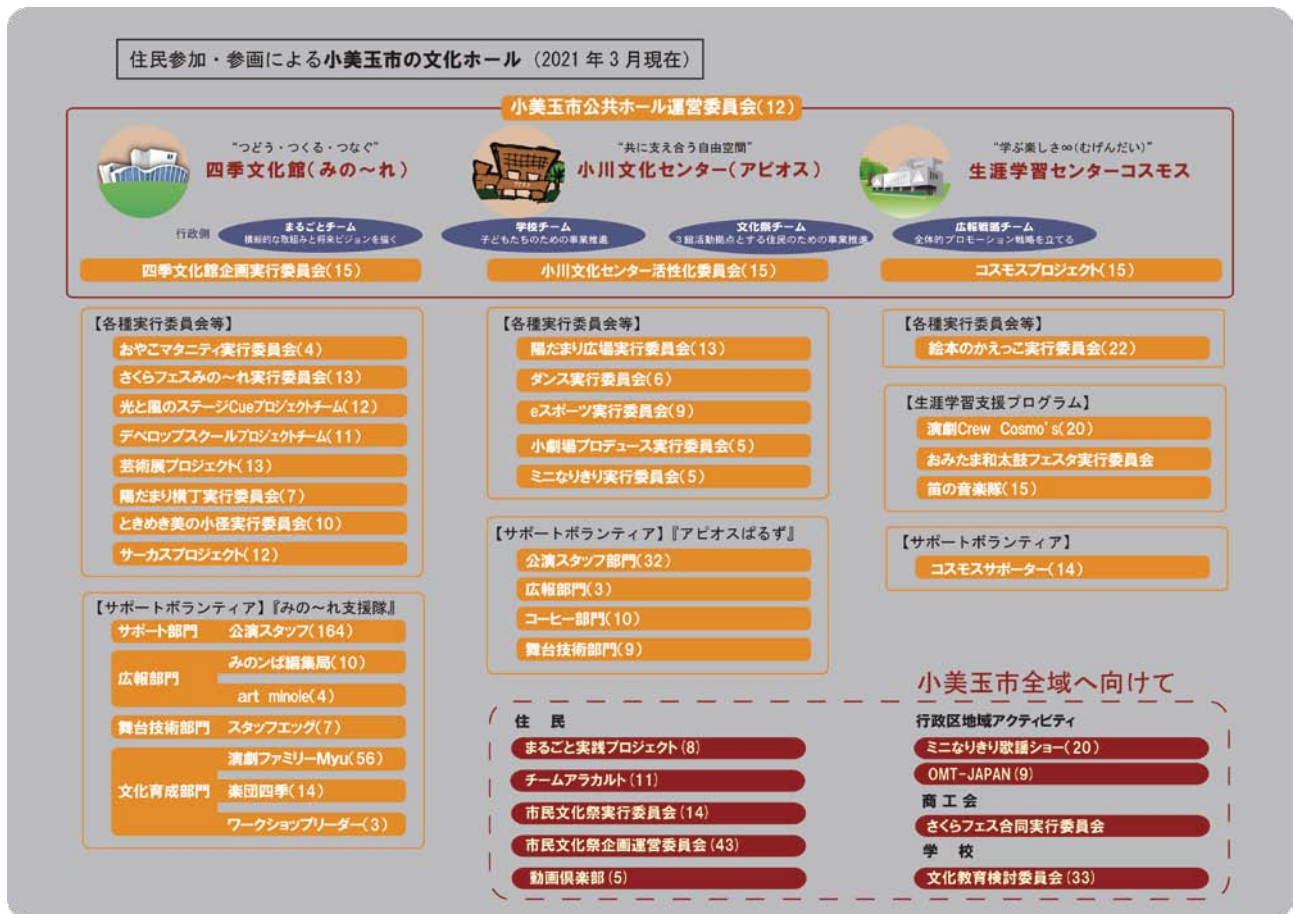 住民参加・参画による小美玉市の文化ホール（2021年3月現在）
小美玉市公共ホール運営委員会(12)
“つどう・つくる・つなぐ”
四季文化館(みの～れ)
“共に支え合う自由空間”
小川文化センター(アピオス)
“学ぶ楽しさ∞(むげんだい)”
生涯学習センターコスモス
行政側
まるごとチーム
横断的な取組みと将来ビジョンを描く
学校チーム
子どもたちのための事業推進
文化祭チーム
3館活動拠点とする住民のための事業推進
広報戦略チーム
全体的プロモーション戦略を立てる
四季文化館企画実行委員会(15)
小川文化センター活性化委員会(15)
コスモスプロジェクト(15)
【各種実行委員会等】
おやこマタニティ実行委員会(4)
さくらフェスみの～れ実行委員会(13)
光と風のステージCueプロジェクトチーム(12)
デベロップスクールプロジェクトチーム(11)
芸術展プロジェクト(13)
陽だまり横丁実行委員会(7)
ときめき美の小径実行委員会(10)
サーカスプロジェクト(12)
【サポートボランティア】『みの～れ支援隊』
サポート部門 公演スタッフ(164)
広報部門
みのンぱ編集局(10)
art minole(4)
舞台技術部門 スタッフエッグ(7)
文化育成部門
演劇ファミリーMyu(56)
楽団四季(14)
ワークショップリーダー(3)
【各種実行委員会等】
陽だまり広場実行委員会(13)
ダンス実行委員会(6)
eスポーツ実行委員会(9)
小劇場プロデュース実行委員会(5)
ミニなりきり実行委員会(5)
【サポートボランティア】『アピオスぱるず』
公演スタッフ部門(32)
広報部門(3)
コーヒー部門(10)
舞台技術部門(9)
【各種実行委員会等】
絵本のかえっこ実行委員会(22)
【生涯学習支援プログラム】
演劇Crew Cosmo's(20)
おみたま和太鼓フェスタ実行委員会
笛の音楽隊(15)
【サポートボランティア】
コスモスサポーター(14)
小美玉市全域へ向けて
住 民
まるごと実践プロジェクト(8)
チームアラカルト(11)
市民文化祭実行委員会(14)
市民文化祭企画運営委員会(43)
動画倶楽部(5)
行政区地域アクティビティ
ミニなりきり歌謡ショー(20)
OMT-JAPAN(9)
商工会
さくらフェス合同実行委員会
学 校
文化教育検討委員会(33)